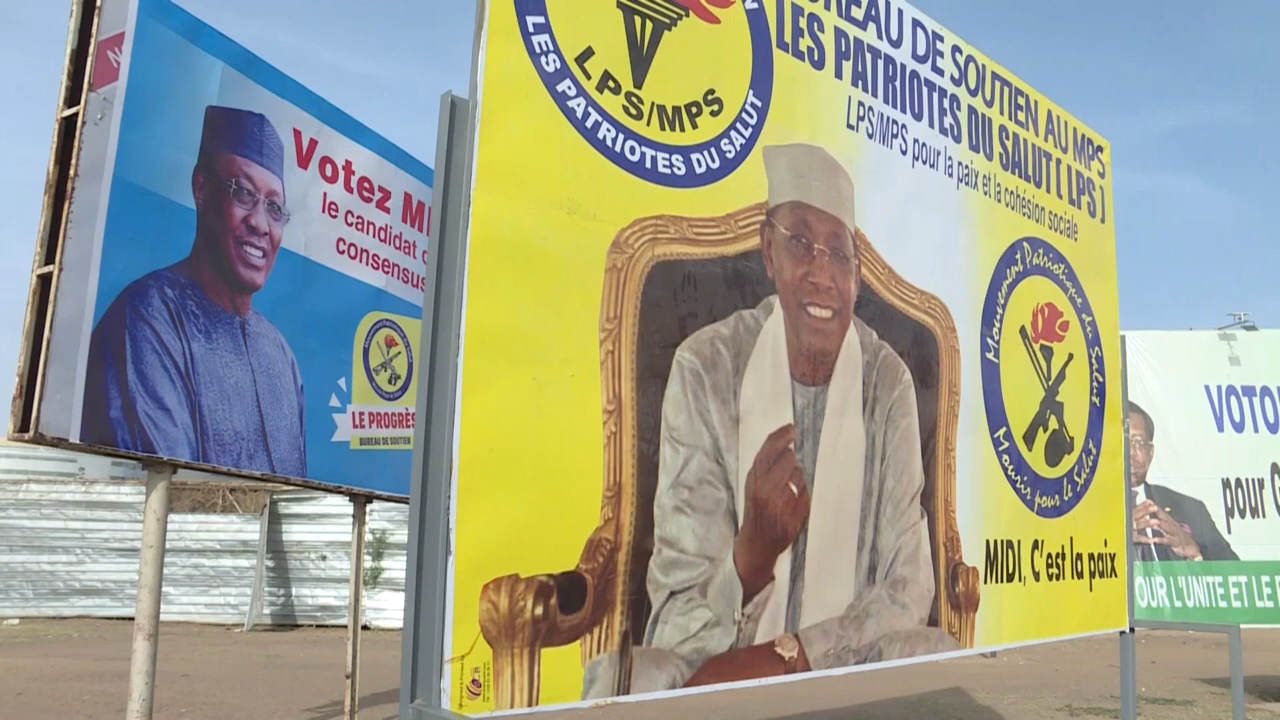 Votez
le candidat
consensus
LE PROGRÈS
BUREAU DE SOUTIEN
LPS/MPS
LES PATRIOTES DU SALUT
BUREAU DE SOUTIEN AU MPS
LES PATRIOTES DU SALUT ( LPS )
LPS/MPS pour la paix et la cohésion sociale
Mouvement Patriotique du Salut
Mourir pour le Salut
MIDI, C'est la paix
VOTO
pour
OUR L'UNITE ET LE